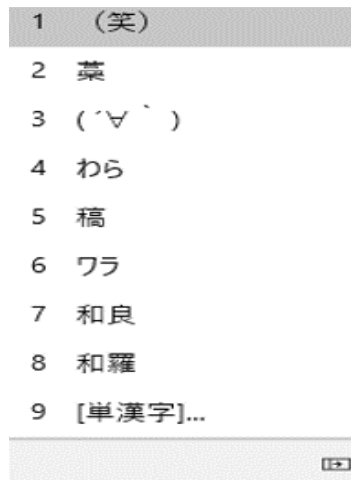 1 （笑）
2 藁
3 ( ´∀｀ )
4 わら
5 稿
6 ワラ
7 和良
8 和羅
9 [単漢字]...